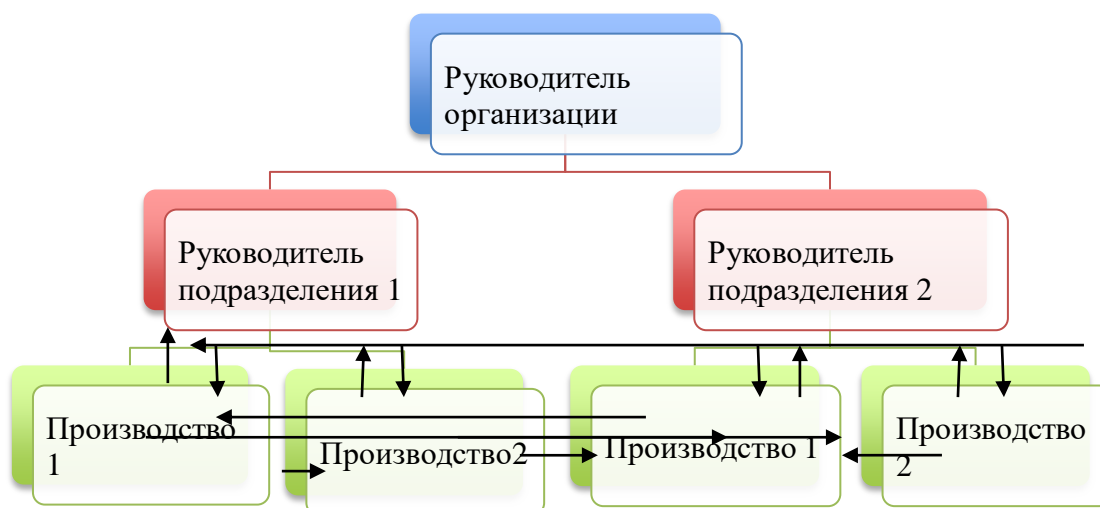 Руководитель
организации
Руководитель
подразделения 1
Руководитель
подразделения 2
Производство
1
Производство2
Производство 1
Производство
2